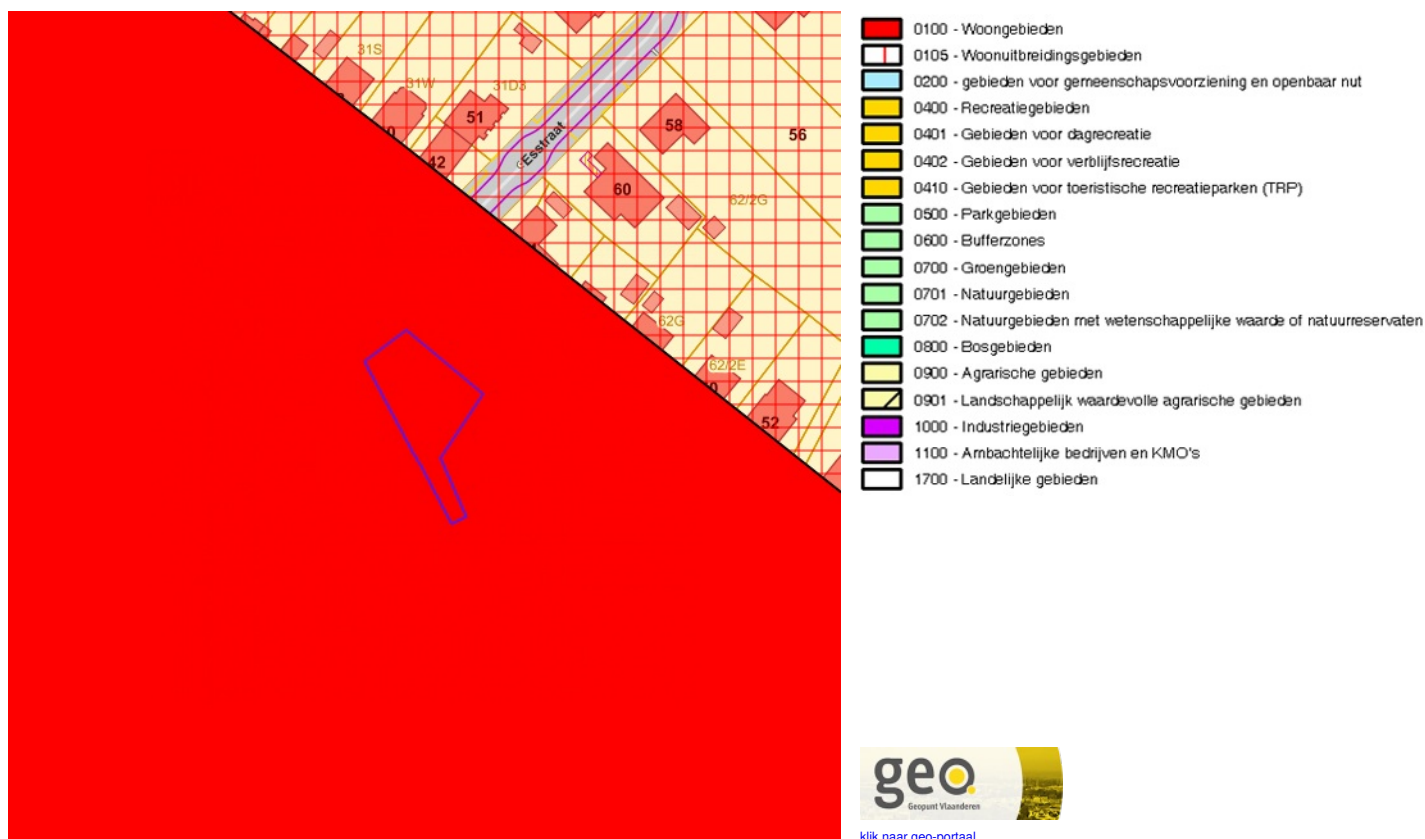 31S
31W
31D3
51
42
Esstraat
58
56
60
62/2G
62G
62/2E
52
0100 - Woongebieden
0105 - Woonuitbreidingsgebieden
0200 - gebieden voor gemeenschapsvoorziening en openbaar nut
0400 - Recreatiegebieden
0401 - Gebieden voor dagrecreatie
0402 - Gebieden voor verblijfsrecreatie
0410 - Gebieden voor toeristische recreatieparken (TRP)
0500 - Parkgebieden
0600 - Bufferzones
0700 - Groengebieden
0701 - Natuurgebieden
0702 - Natuurgebieden met wetenschappelijke waarde of natuurreservaten
0800 - Bosgebieden
0900 - Agrarische gebieden
0901 - Landschappelijk waardevolle agrarische gebieden
1000 - Industriegebieden
1100 - Ambachtelijke bedrijven en KMO's
1700 - Landelijke gebieden
geo
Geopunt Vlaanderen
klik naar geo-portaal